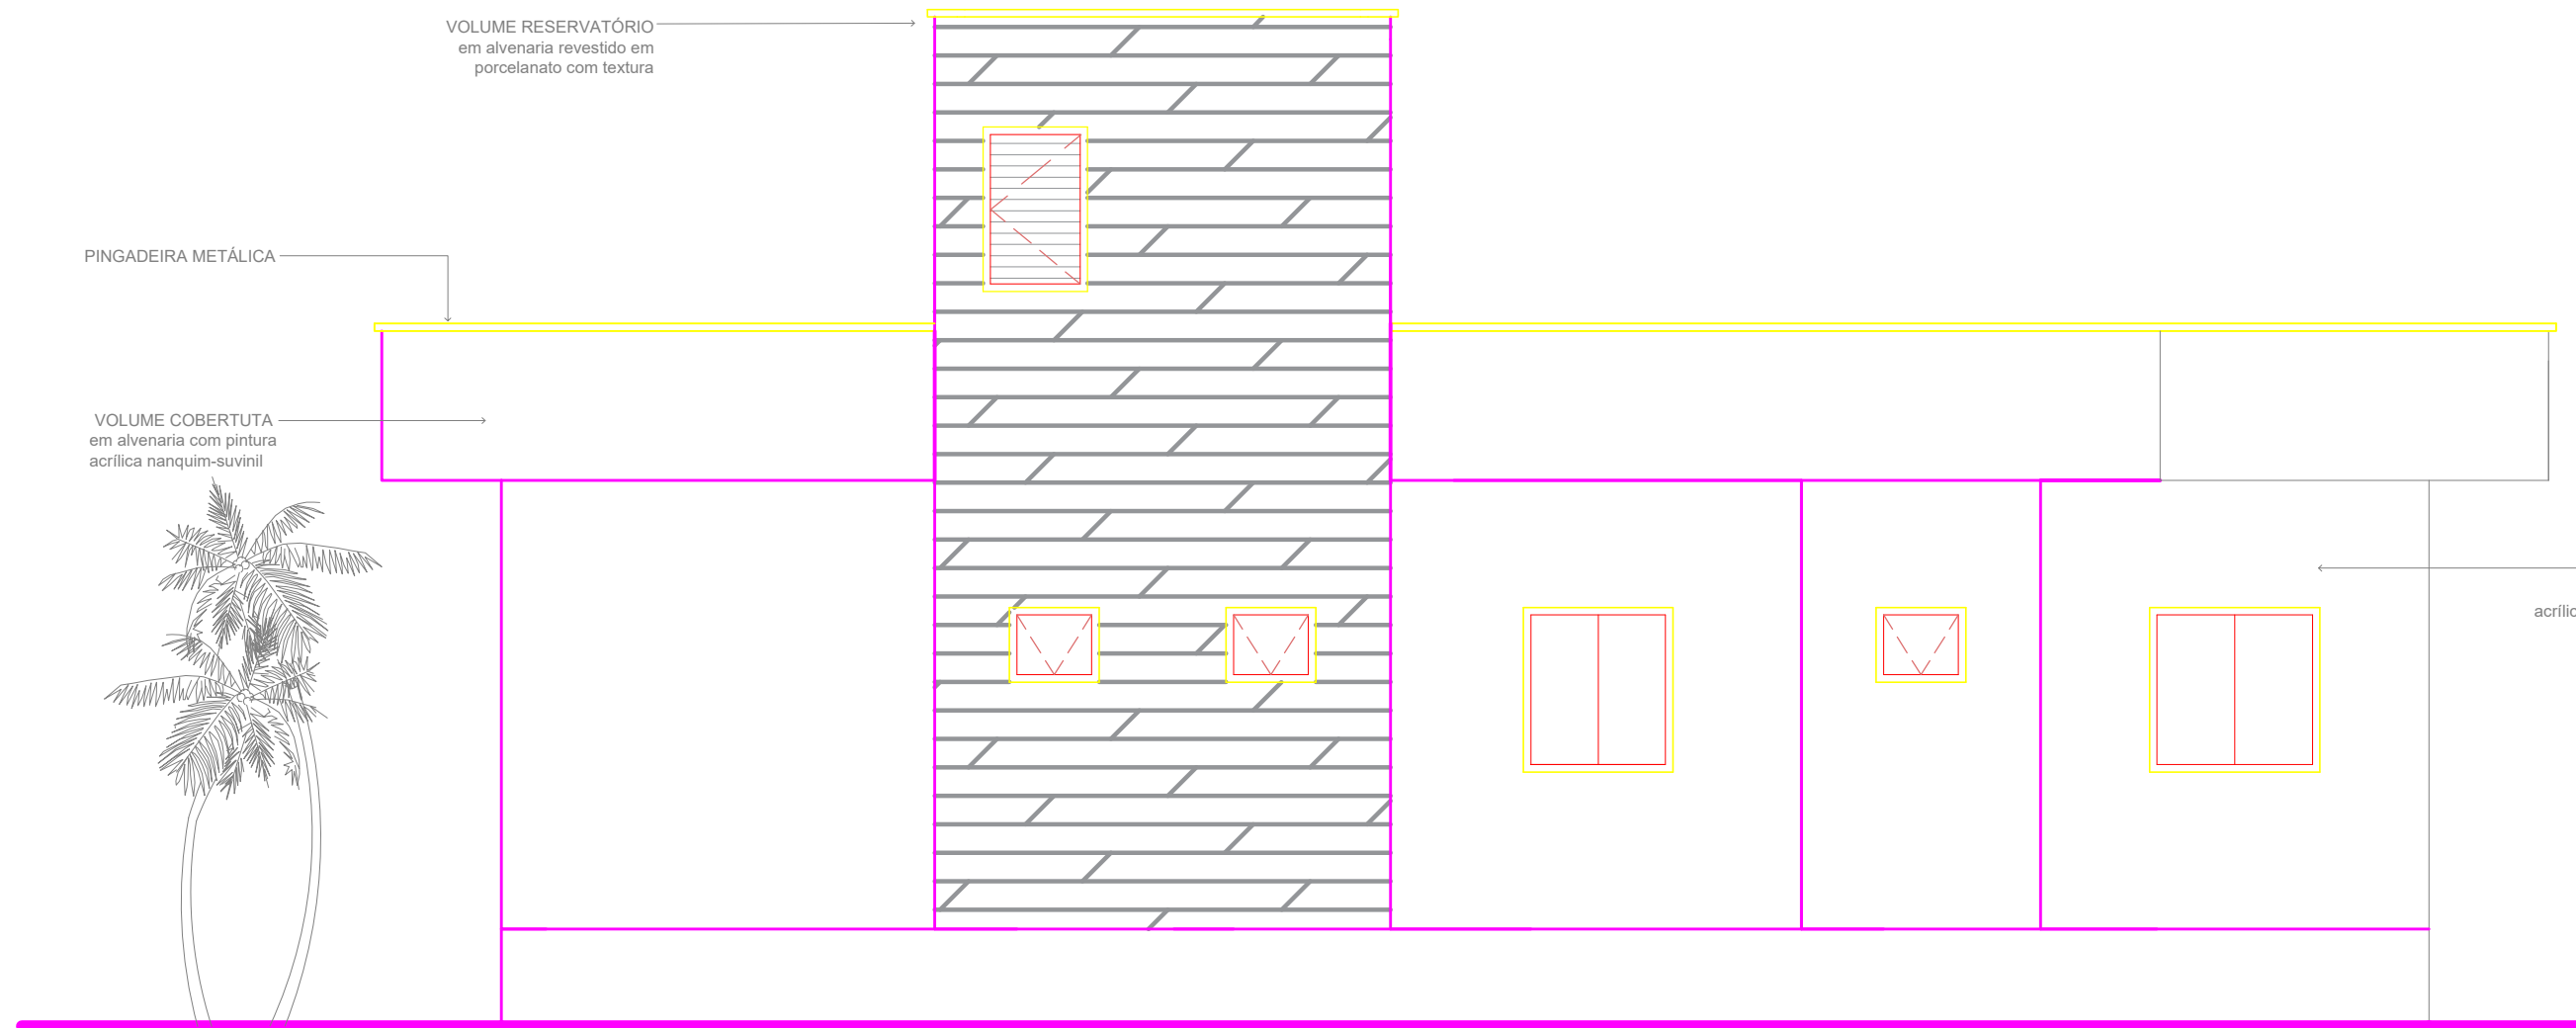 VOLUME RESERVATÓRIO
em alvenaria revestido em
porcelanato com textura
PINGADEIRA METÁLICA
VOLUME COBERTUTA
em alvenaria com pintura
acrílica nanquim-suvinil